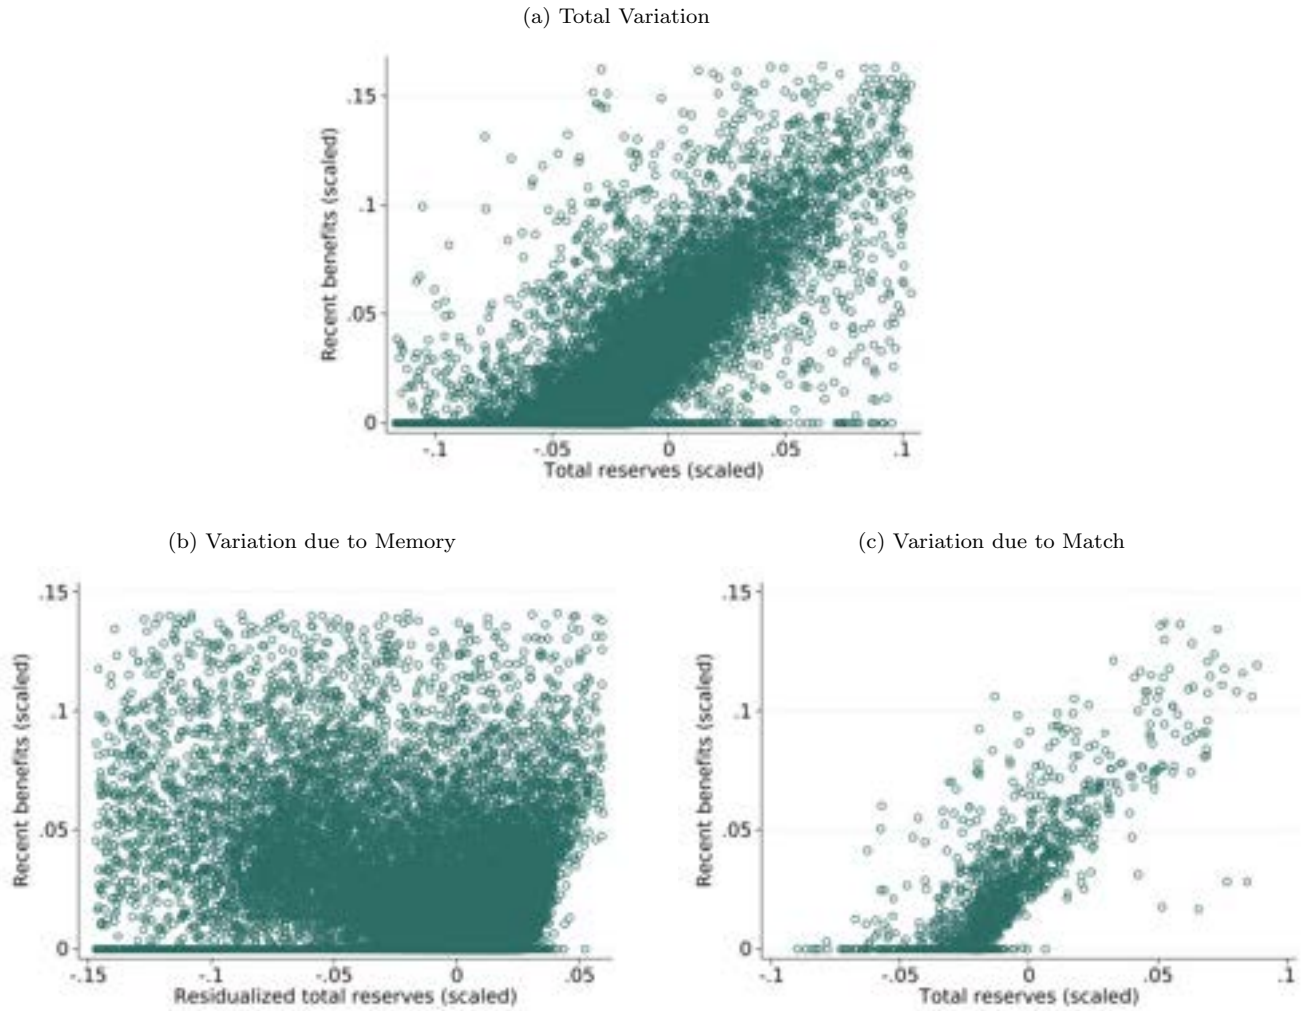 (a) Total Variation
Recent benefits (scaled)
.15
.1
.05
0
-.1 -.05 0 .05 .1
Total reserves (scaled)
(b) Variation due to Memory
Recent benefits (scaled)
.15
.1
.05
0
-.15 -.1 -.05 0 .05
Residualized total reserves (scaled)
(c) Variation due to Match
Recent benefits (scaled)
.15
.1
.05
0
-.1 -.05 0 .05 .1
Total reserves (scaled)